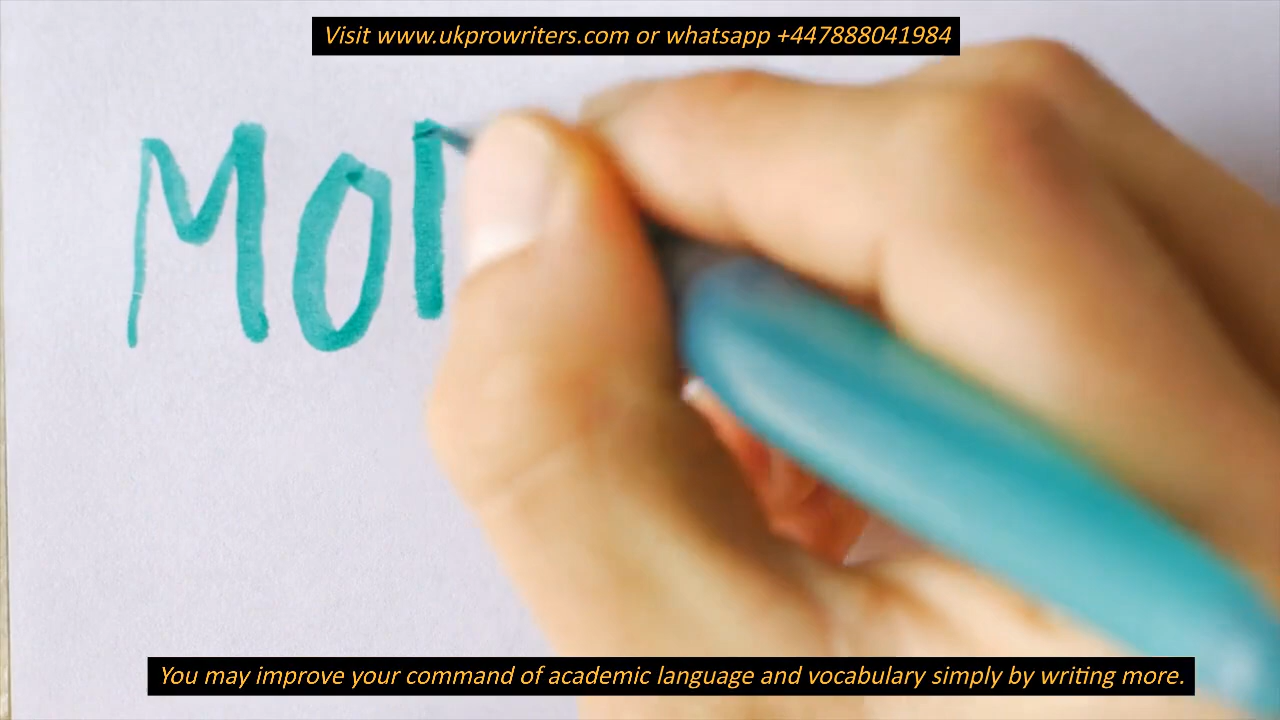 Visit www.ukprowriters.com or whatsapp +447888041984
MO
You may improve your command of academic language and vocabulary simply by writing more.